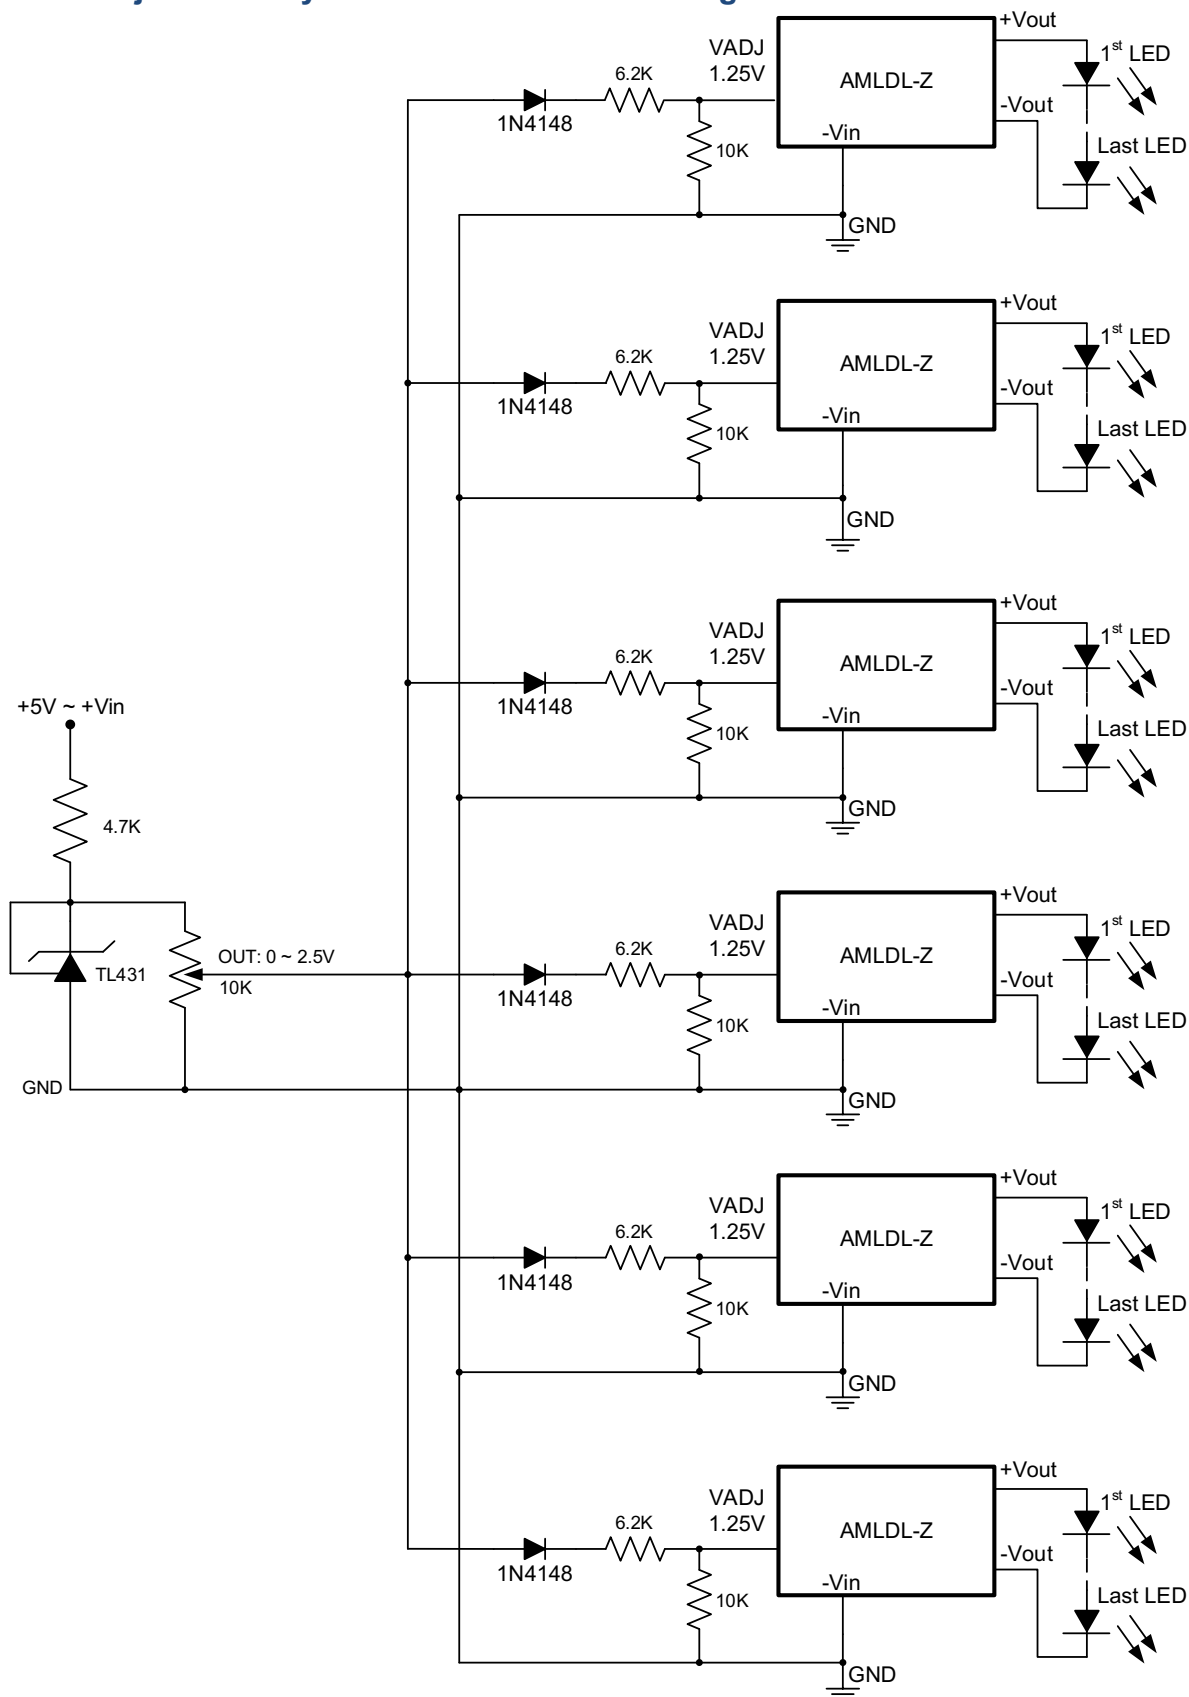 +Vout
VADJ
1st LED
6.2K
1.25V
AMLDL-Z
-Vout
1N4148
-Vin
10K
Last LED
GND
+Vout
VADJ
1st LED
6.2K
1.25V
AMLDL-Z
-Vout
1N4148
-Vin
10K
Last LED
GND
+Vout
VADJ
1st LED
6.2K
1.25V
AMLDL-Z
-Vout
1N4148
-Vin
10K
Last LED
GND
+5V ~ +Vin
4.7K
TL431
OUT: 0 ~ 2.5V
10K
GND
+Vout
VADJ
1st LED
6.2K
1.25V
AMLDL-Z
-Vout
1N4148
-Vin
10K
Last LED
GND
+Vout
VADJ
1st LED
6.2K
1.25V
AMLDL-Z
-Vout
1N4148
-Vin
10K
Last LED
GND
+Vout
VADJ
1st LED
6.2K
1.25V
AMLDL-Z
-Vout
1N4148
-Vin
10K
Last LED
GND